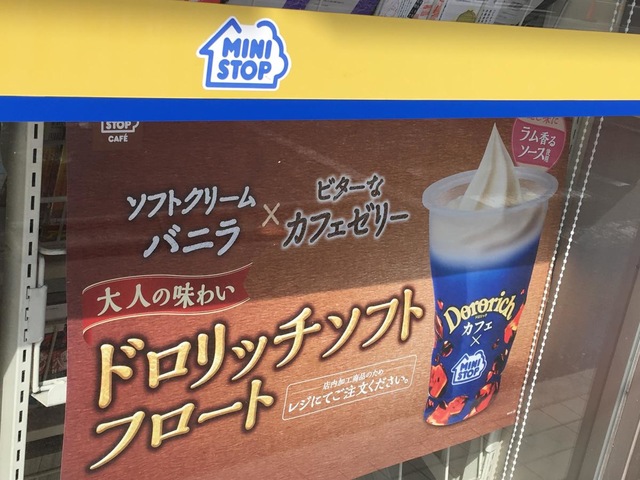 MINI
STOP
STOP
CAFÉ
ラム香る
ソース
ソフトクリーム
バニラ
×
ビターな
カフェゼリー
大人の味わい
ドロリッチソフト
フロート
店内加工商品のため
レジにてご注文ください。
Dororich
カフェ
×
MINI
STOP